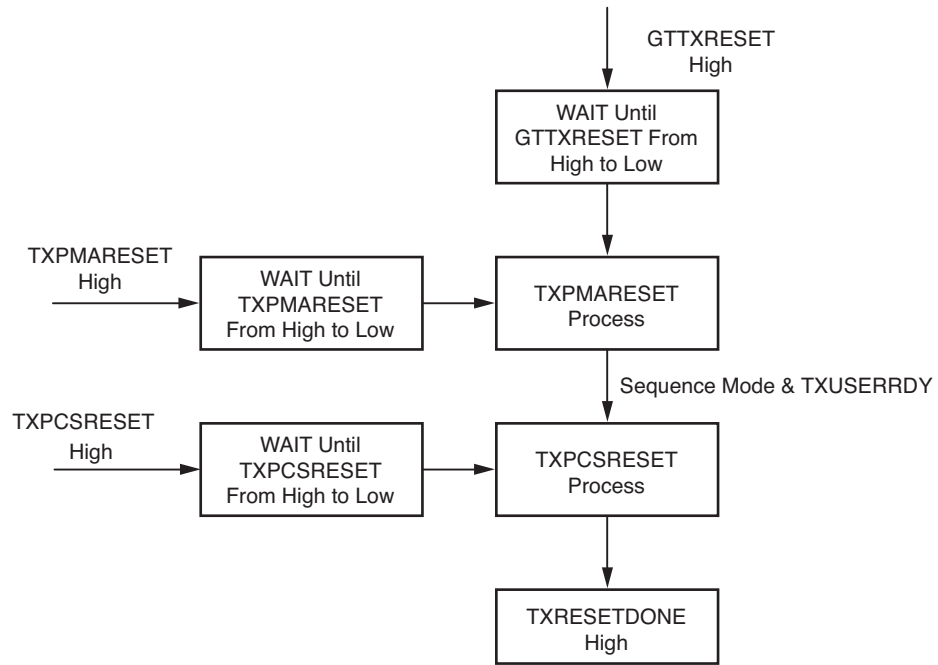 GTTXRESET
High
WAIT Until
GTTXRESET From
High to Low
TXPMARESET
High
WAIT Until
TXPMARESET
From High to Low
TXPMARESET
Process
Sequence Mode & TXUSERRDY
TXPCSRESET
High
WAIT Until
TXPCSRESET
From High to Low
TXPCSRESET
Process
TXRESETDONE
High